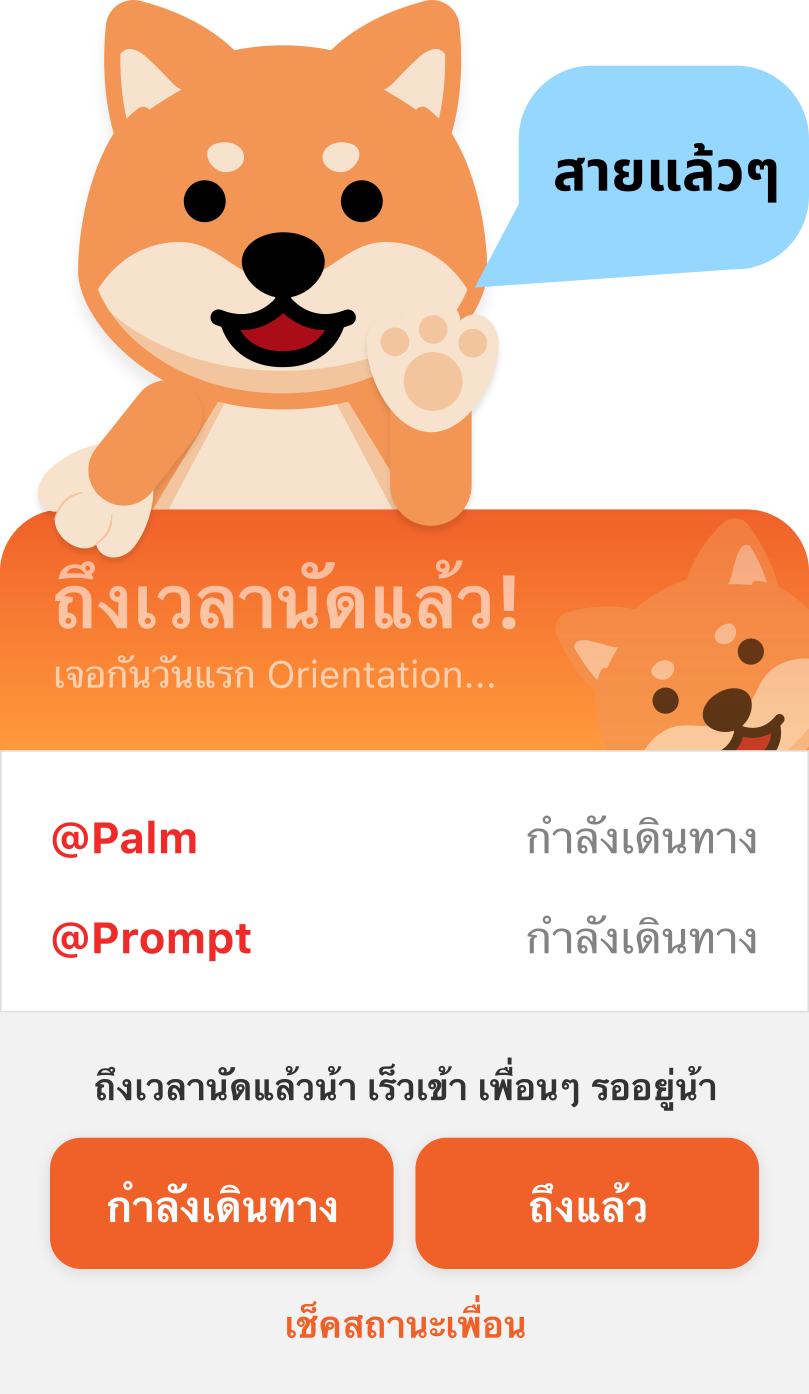 สายแล้วๆ
ถึงเวลานัดแล้ว!
เจอกันวันแรก Orientation...
@Palm กำลังเดินทาง
@Prompt กำลังเดินทาง
ถึงเวลานัดแล้วน้า เร็วเข้า เพื่อนๆ รออยู่น้า
กำลังเดินทาง ถึงแล้ว
เช็คสถานะเพื่อน